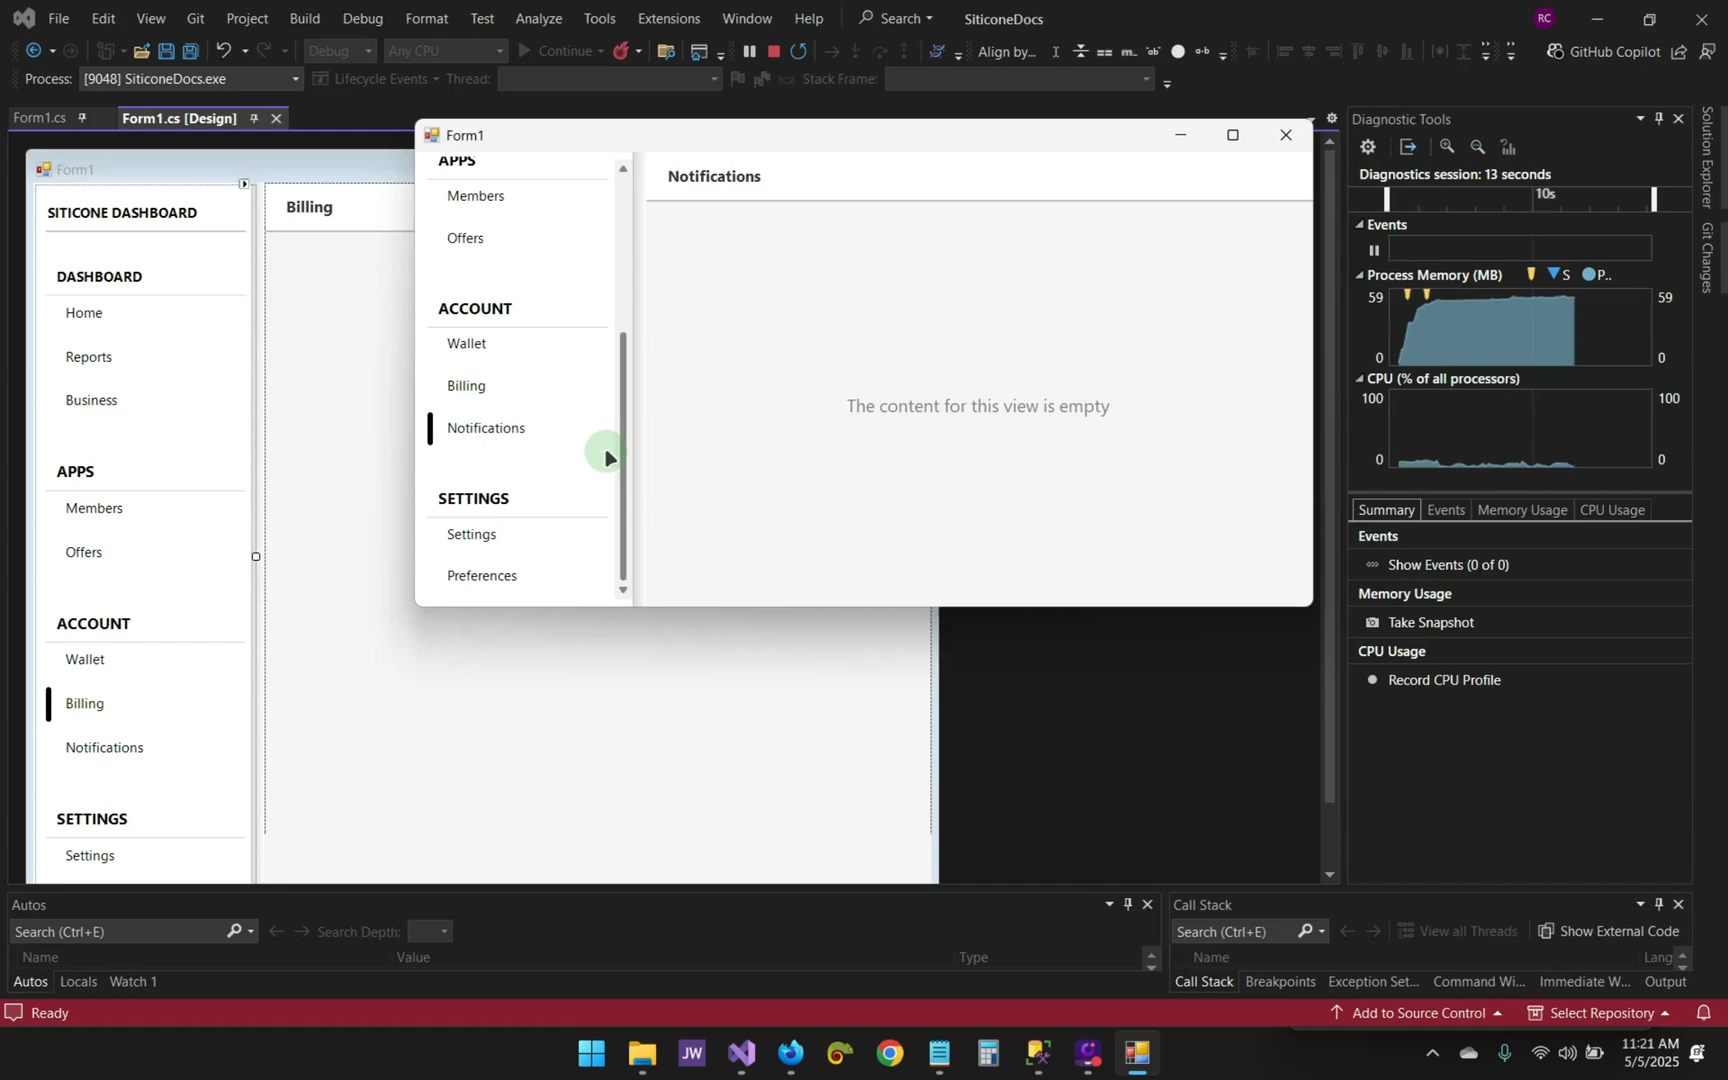 File Edit View Git Project Build Debug Format Test Analyze Tools Extensions Window Help Search SiticoneDocs RC
Debug Any CPU Continue Align by... GitHub Copilot
Process: [9048] SiticoneDocs.exe Lifecycle Events Thread: Stack Frame:
Form1.cs Form1.cs [Design]
Form1
SITICONE DASHBOARD
DASHBOARD
Home
Reports
Business
APPS
Members
Offers
ACCOUNT
Wallet
Billing
Notifications
SETTINGS
Settings
Billing
Form1
APPS
Members
Offers
ACCOUNT
Wallet
Billing
Notifications
SETTINGS
Settings
Preferences
Notifications
The content for this view is empty
Diagnostic Tools
Diagnostics session: 13 seconds
10s
Events
Process Memory (MB) S P..
59 59
0 0
CPU (% of all processors)
100 100
0 0
Summary Events Memory Usage CPU Usage
Events
Show Events (0 of 0)
Memory Usage
Take Snapshot
CPU Usage
Record CPU Profile
Solution Explorer
Git Changes
Autos
Search (Ctrl+E) Search Depth:
Name Value Type
Autos Locals Watch 1
Call Stack
Search (Ctrl+E) View all Threads Show External Code
Name Lang
Call Stack Breakpoints Exception Set... Command Wi... Immediate W... Output
Ready Add to Source Control Select Repository
JW
11:21 AM
5/5/2025